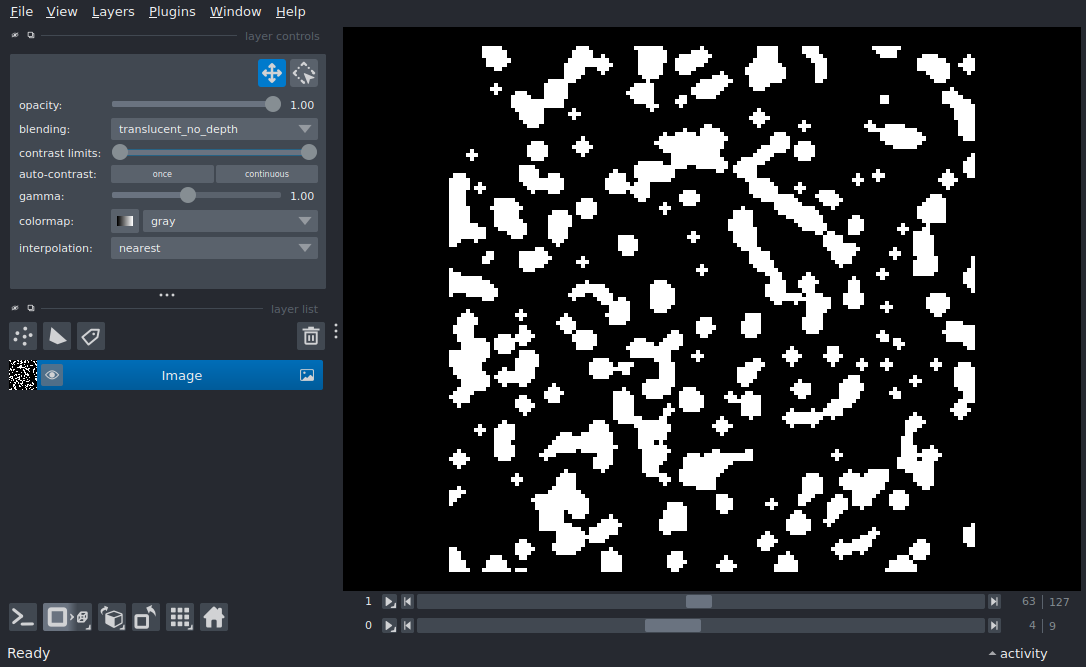 File View Layers Plugins Window Help
layer controls
opacity: 1.00
blending: translucent_no_depth
contrast limits:
auto-contrast: once continuous
gamma: 1.00
colormap: gray
interpolation: nearest
layer list
Image
1 63 | 127
0 4 | 9
Ready activity